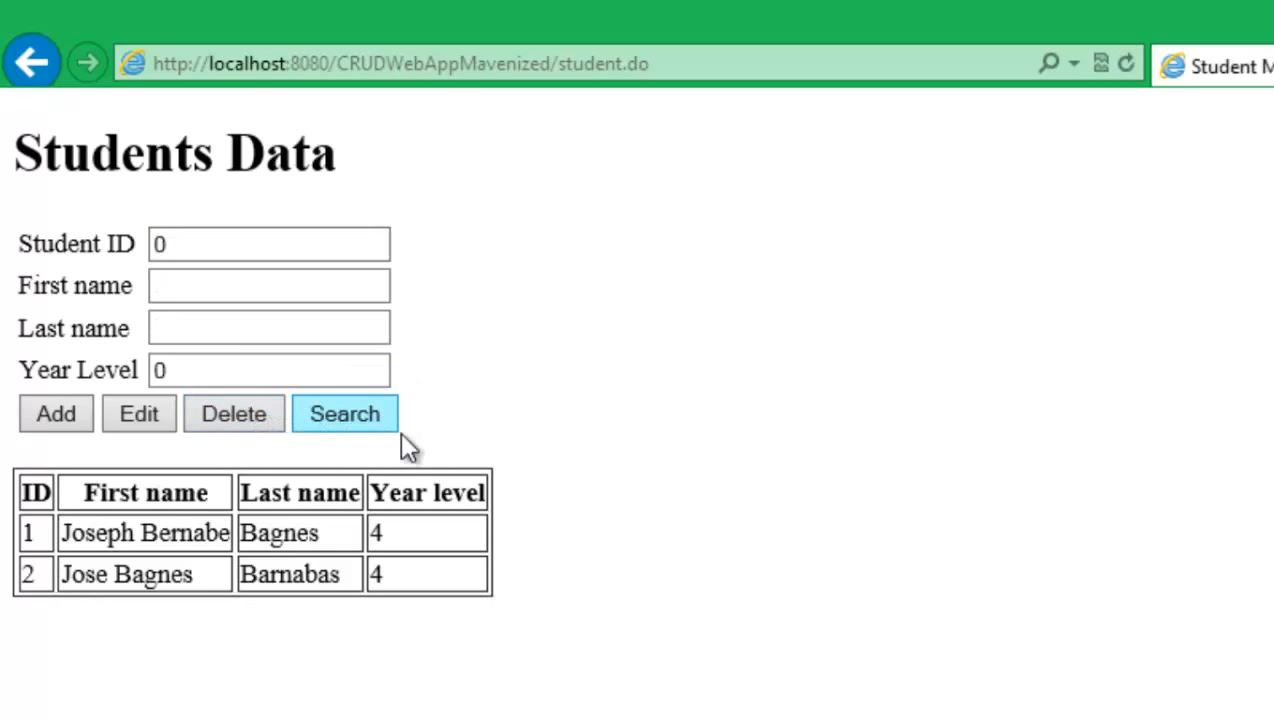 http://localhost:8080/CRUDWebAppMavenized/student.do
Student M
Students Data
Student ID 0
First name
Last name
Year Level 0
Add Edit Delete Search
ID First name Last name Year level
1 Joseph Bernabe Bagnes 4
2 Jose Bagnes Barnabas 4